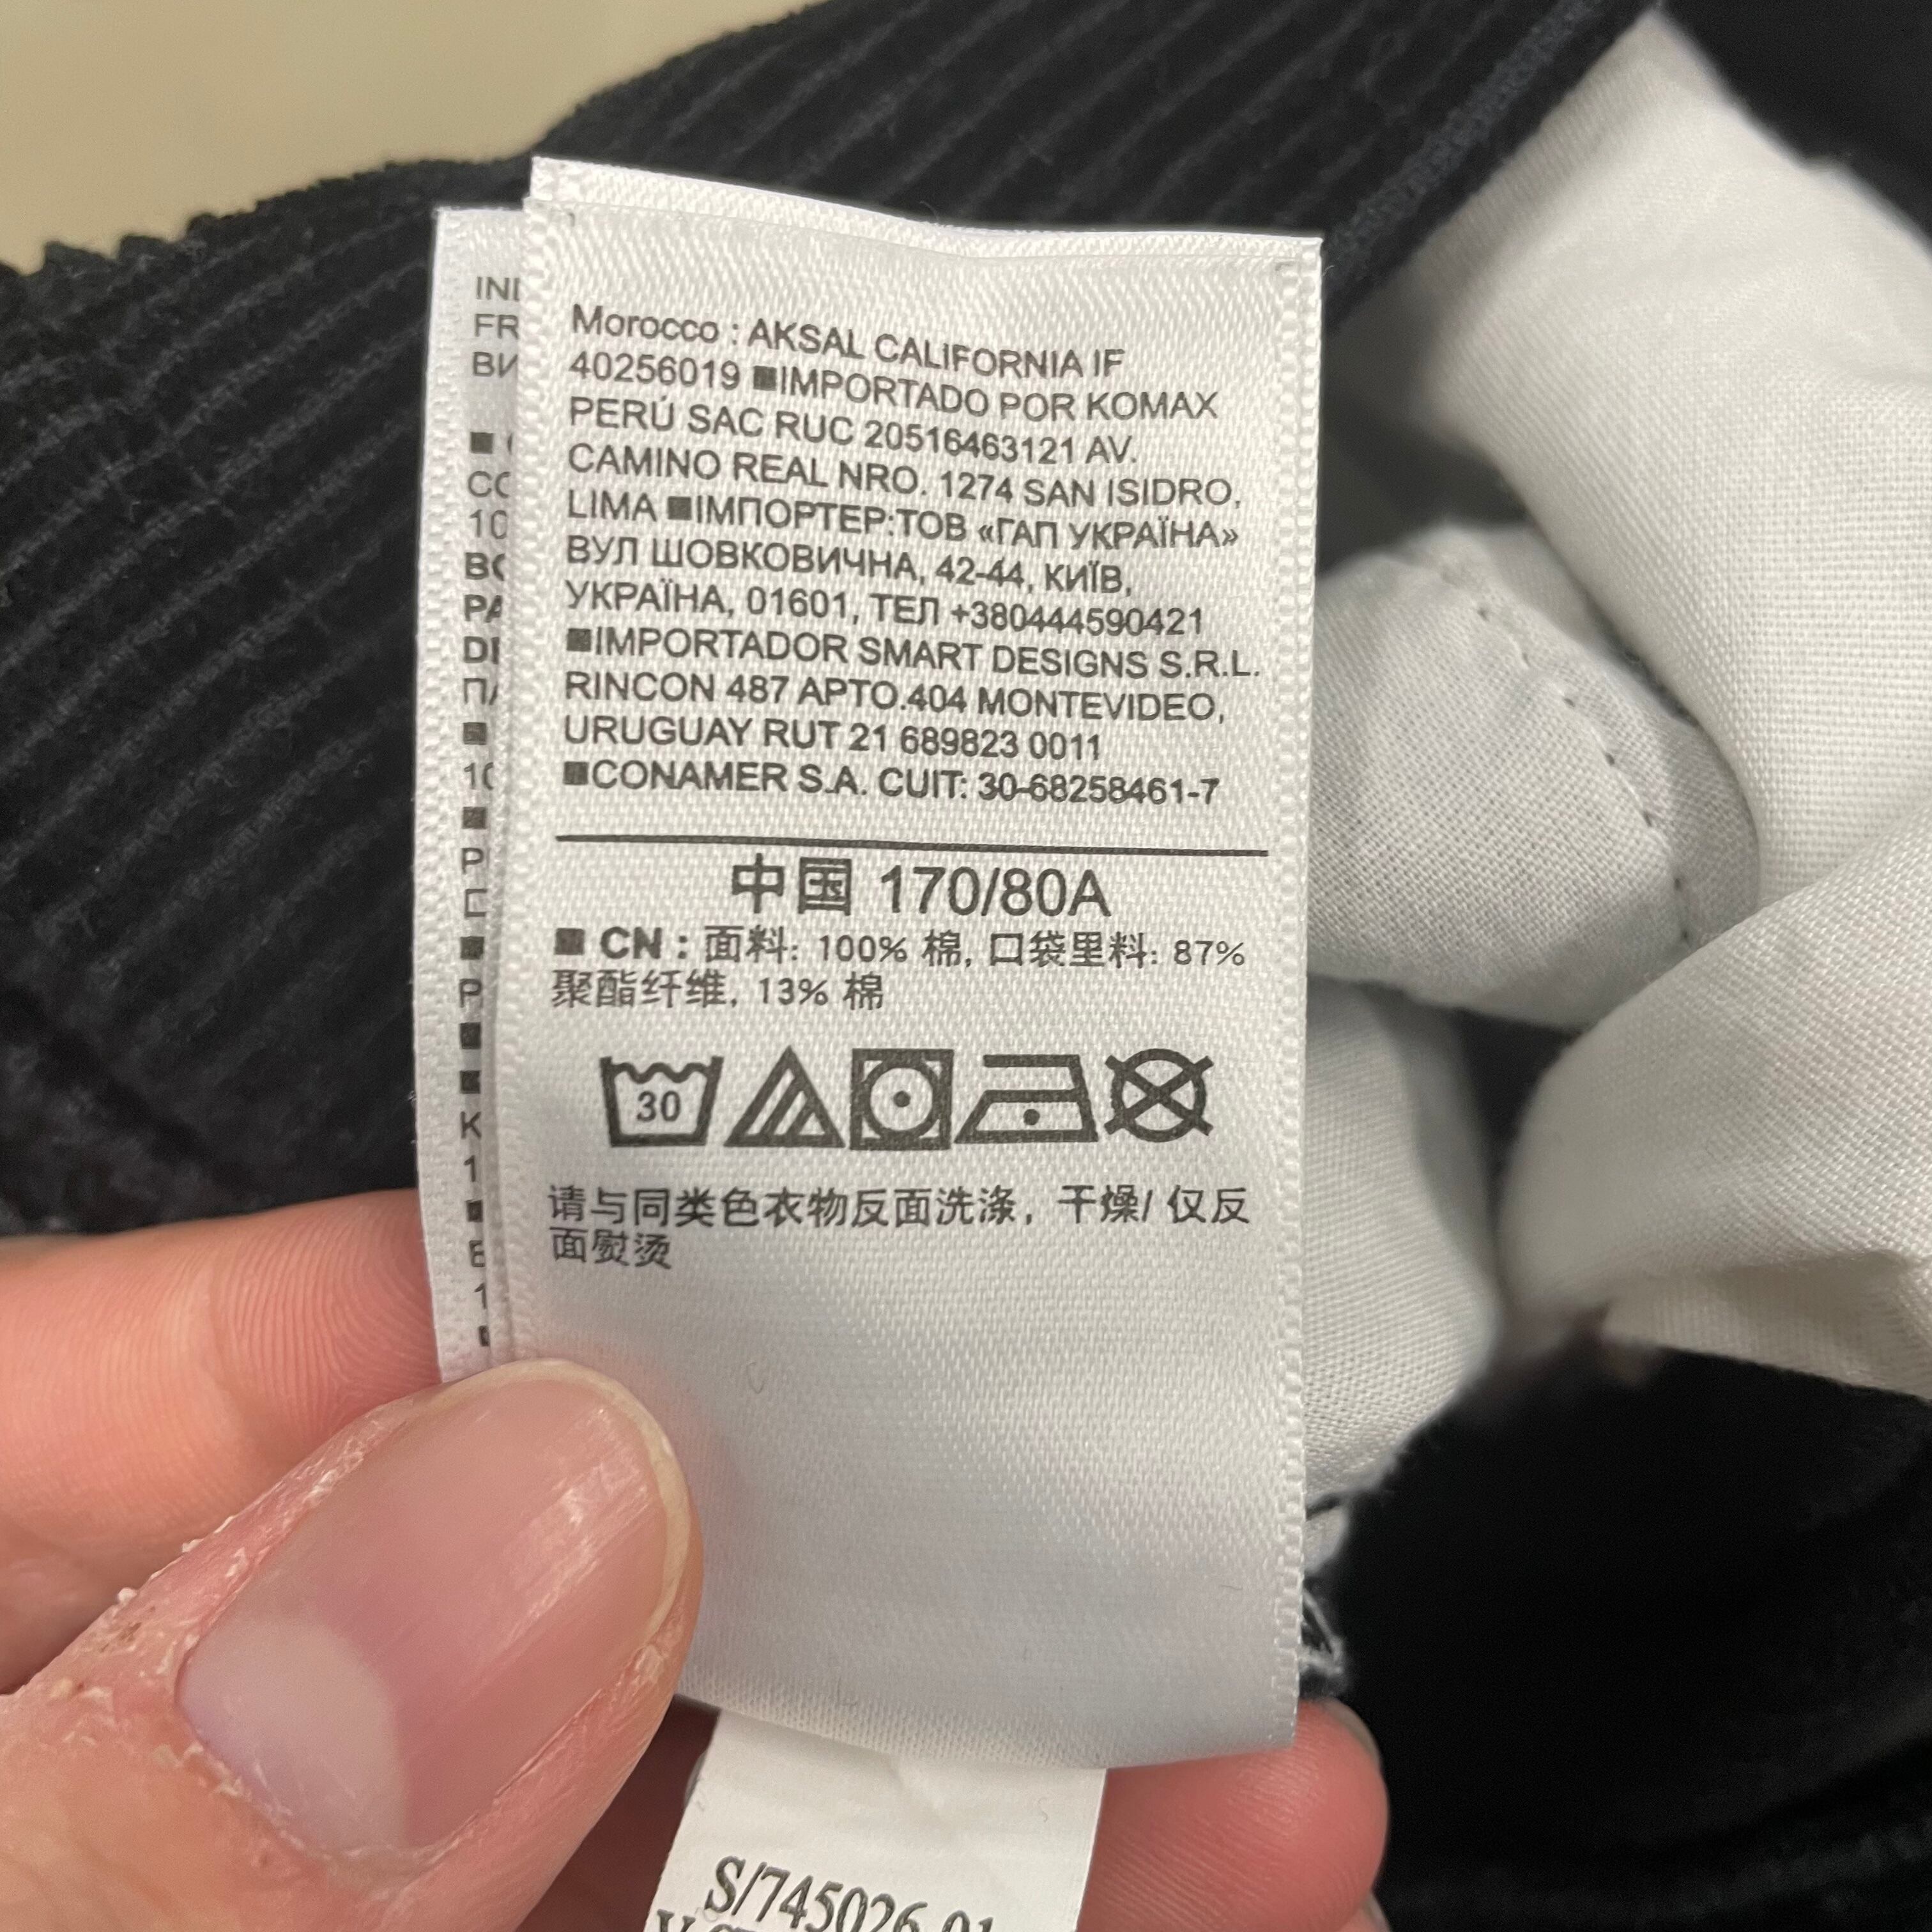 Morocco : AKSAL CALIFORNIA IF
40256019 ■IMPORTADO POR KOMAX
PERÚ SAC RUC 20516463121 AV.
CAMINO REAL NRO. 1274 SAN ISIDRO,
LIMA ■ІМПОРТЕР:ТОВ «ГАП УКРАЇНА»
ВУЛ ШОВКОВИЧНА, 42-44, КИЇВ,
УКРАЇНА, 01601, ТЕЛ +380444590421
■IMPORTADOR SMART DESIGNS S.R.L.
RINCON 487 APTO.404 MONTEVIDEO,
URUGUAY RUT 21 689823 0011
■CONAMER S.A. CUIT: 30-68258461-7
中国 170/80A
■ CN : 面料: 100% 棉, 口袋里料: 87%
聚酯纤维, 13% 棉
30
请与同类色衣物反面洗涤, 干燥/ 仅反
面熨烫
S/745026-01